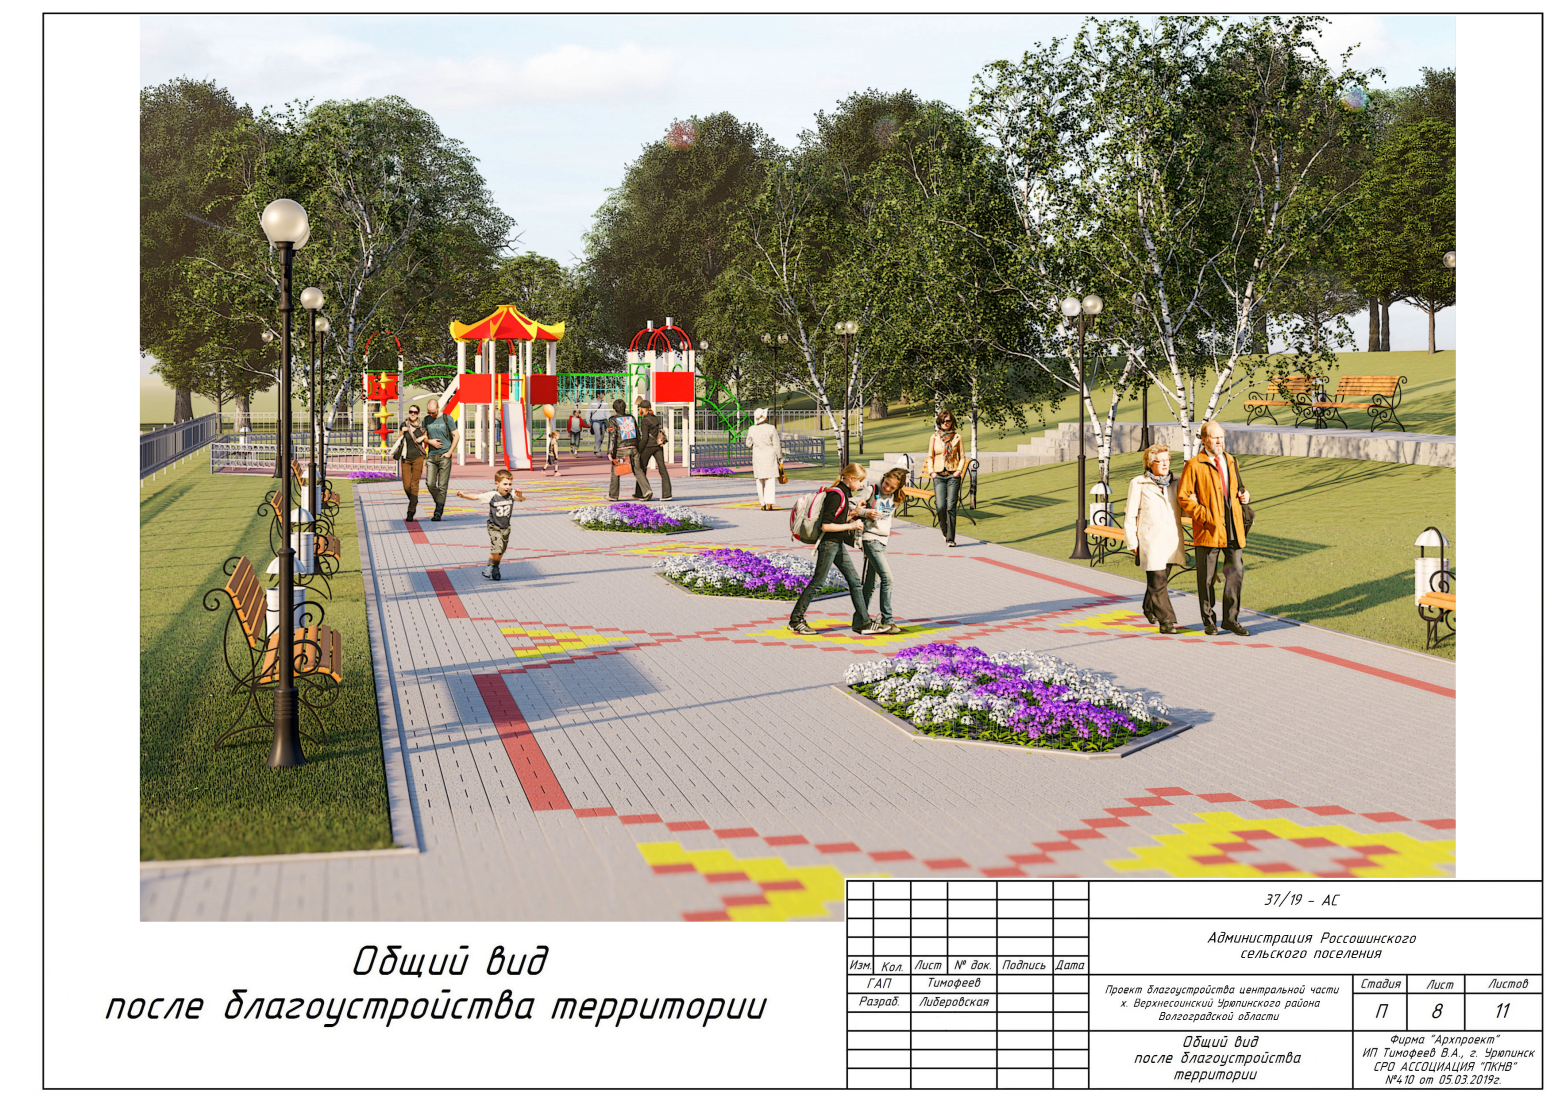 Общий вид
после благоустройства территории
37/19 - АС
Администрация Россошинского
сельского поселения
Изм. Кол. Лист № док. Подпись Дата
ГАП Тимофеев
Разраб. Либеровская
Проект благоустройства центральной части
х. Верхнесоинский Урюпинского района
Волгоградской области
Стадия Лист Листов
П 8 11
Общий вид
после благоустройства
территории
Фирма "Архпроект"
ИП Тимофеев В.А., г. Урюпинск
СРО АССОЦИАЦИЯ "ПКНВ"
№410 от 05.03.2019г.